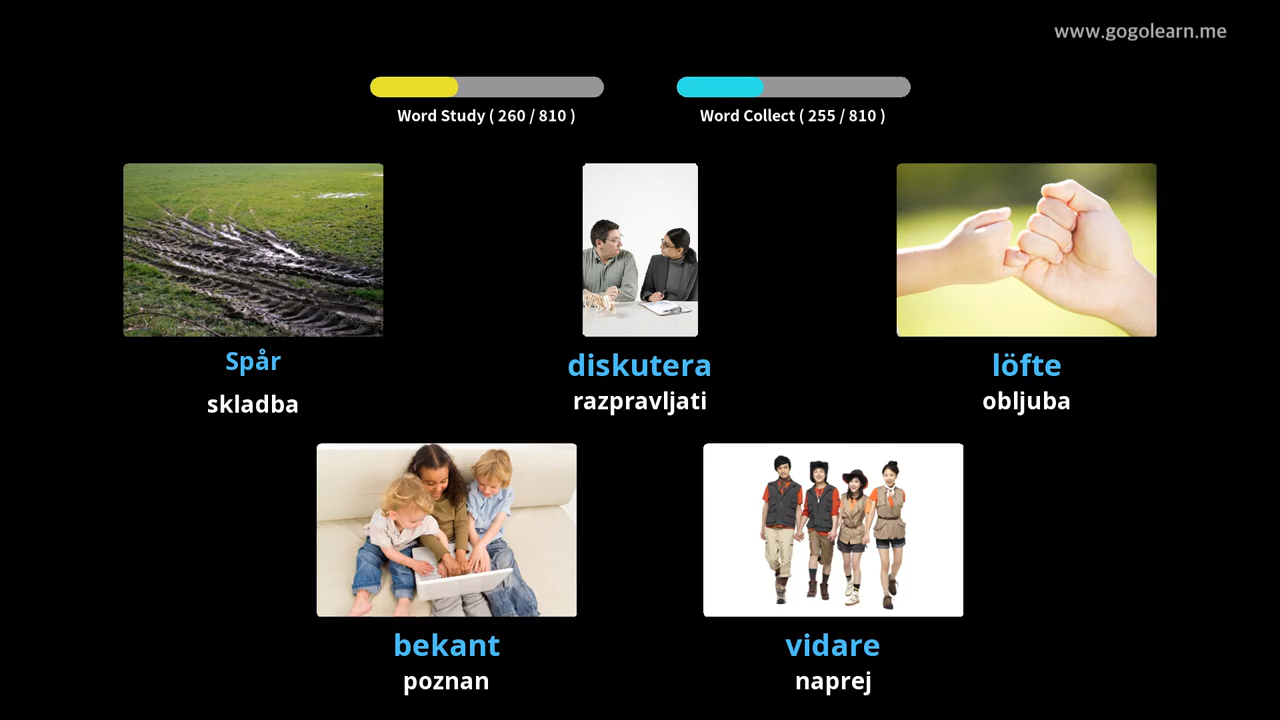 www.gogolearn.me
Word Study ( 260 / 810 )
Word Collect ( 255 / 810 )
Spår
skladba
diskutera
razpravljati
löfte
obljuba
bekant
poznan
vidare
naprej